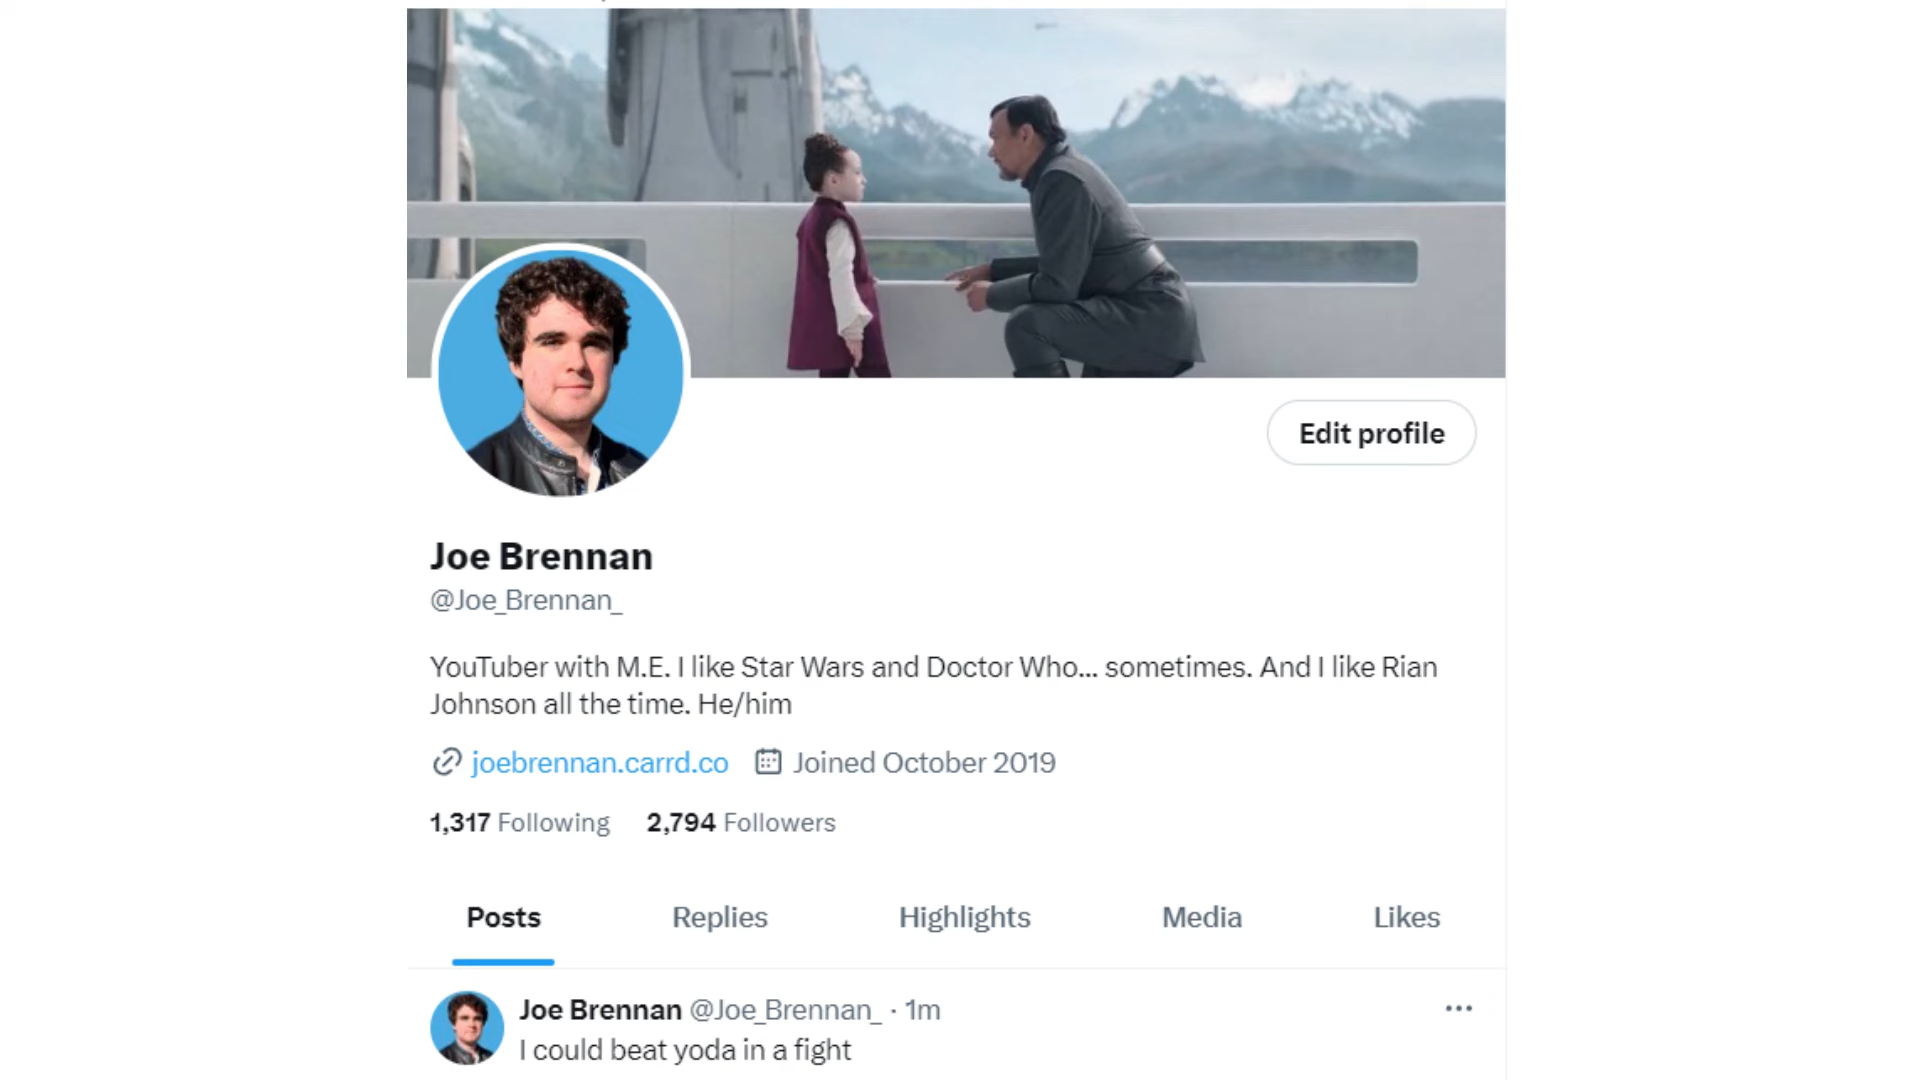 Edit profile
Joe Brennan
@Joe_Brennan_
YouTuber with M.E. I like Star Wars and Doctor Who... sometimes. And I like Rian
Johnson all the time. He/him
joebrennan.carrd.co Joined October 2019
1,317 Following 2,794 Followers
Posts Replies Highlights Media Likes
Joe Brennan @Joe_Brennan_ · 1m
I could beat yoda in a fight